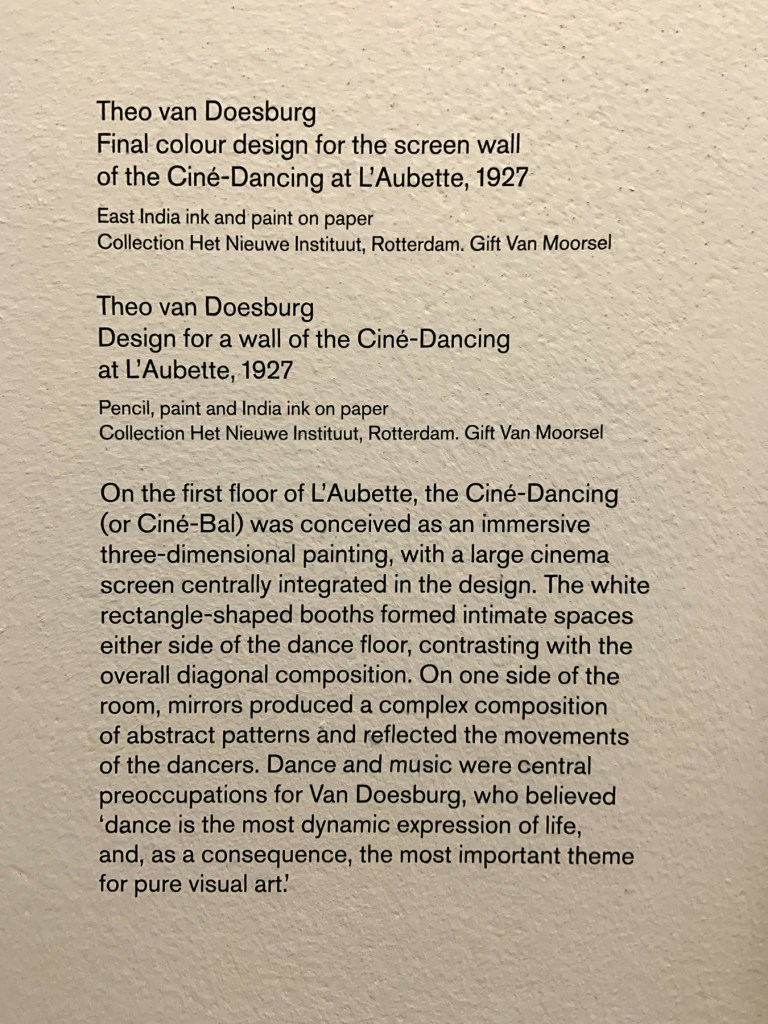 Theo van Doesburg
Final colour design for the screen wall
of the Ciné-Dancing at L’Aubette, 1927
East India ink and paint on paper
Collection Het Nieuwe Instituut, Rotterdam. Gift Van Moorsel
Theo van Doesburg
Design for a wall of the Ciné-Dancing
at L’Aubette, 1927
Pencil, paint and India ink on paper
Collection Het Nieuwe Instituut, Rotterdam. Gift Van Moorsel
On the first floor of L’Aubette, the Ciné-Dancing
(or Ciné-Bal) was conceived as an immersive
three-dimensional painting, with a large cinema
screen centrally integrated in the design. The white
rectangle-shaped booths formed intimate spaces
either side of the dance floor, contrasting with the
overall diagonal composition. On one side of the
room, mirrors produced a complex composition
of abstract patterns and reflected the movements
of the dancers. Dance and music were central
preoccupations for Van Doesburg, who believed
‘dance is the most dynamic expression of life,
and, as a consequence, the most important theme
for pure visual art.’